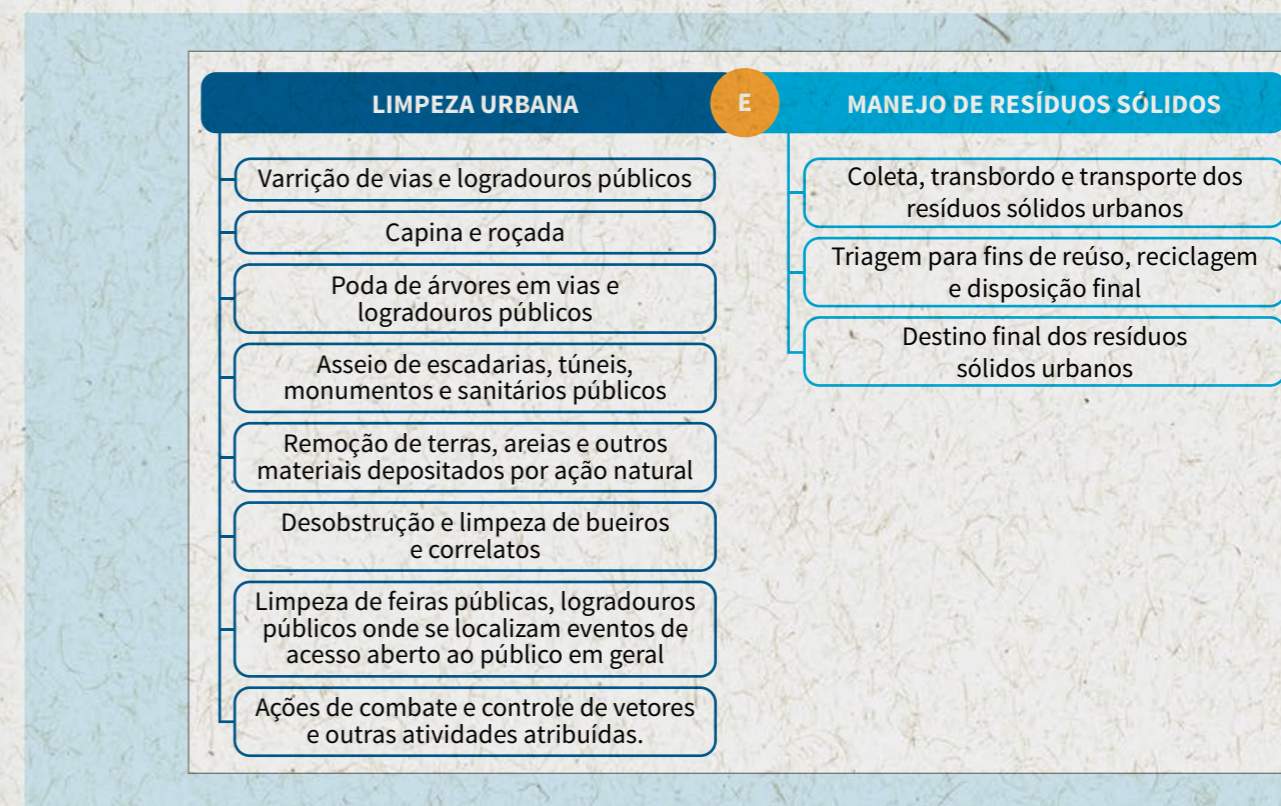 LIMPEZA URBANA
E
MANEJO DE RESÍDUOS SÓLIDOS
Varrição de vias e logradouros públicos
Capina e roçada
Poda de árvores em vias e
logradouros públicos
Asseio de escadarias, túneis,
monumentos e sanitários públicos
Remoção de terras, areias e outros
materiais depositados por ação natural
Desobstrução e limpeza de bueiros
e correlatos
Limpeza de feiras públicas, logradouros
públicos onde se localizam eventos de
acesso aberto ao público em geral
Ações de combate e controle de vetores
e outras atividades atribuídas.
Coleta, transbordo e transporte dos
resíduos sólidos urbanos
Triagem para fins de reúso, reciclagem
e disposição final
Destino final dos resíduos
sólidos urbanos